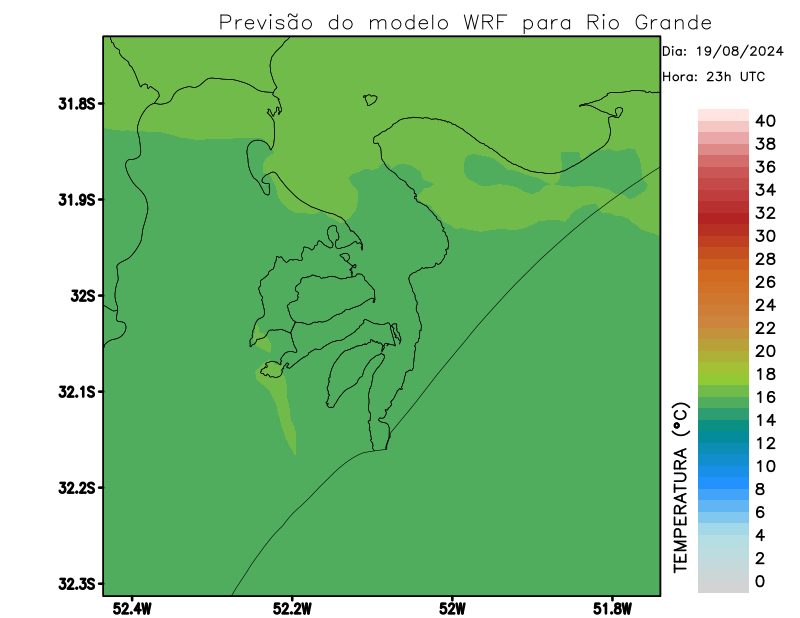 Previsão do modelo WRF para Rio Grande
Dia: 19/08/2024
Hora: 23h UTC
31.8S
31.9S
32S
32.1S
32.2S
32.3S
52.4W
52.2W
52W
51.8W
TEMPERATURA (°C)
40
38
36
34
32
30
28
26
24
22
20
18
16
14
12
10
8
6
4
2
0